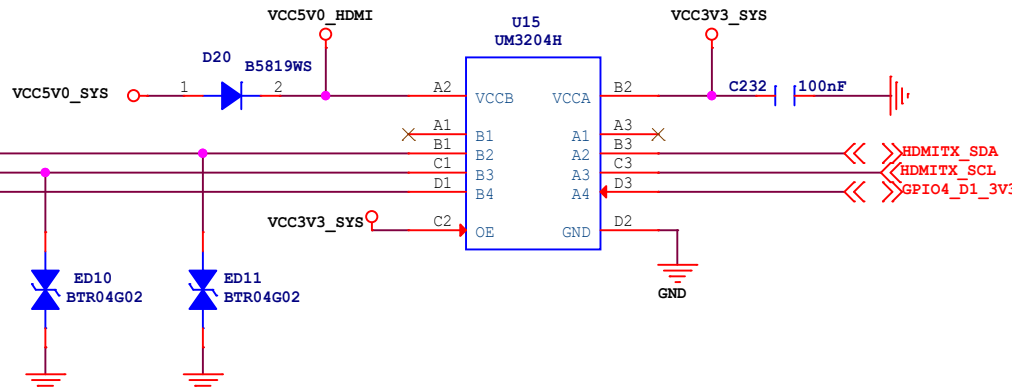 VCC5V0_HDMI
U15
UM3204H
VCC3V3_SYS
D20
B5819WS
VCC5V0_SYS
1
2
A2
VCCB
VCCA
B2
C232
100nF
A1
B1
A1
A3
B1
B2
A2
B3
HDMITX_SDA
C1
B3
A3
C3
HDMITX_SCL
D1
B4
A4
D3
GPIO4_D1_3V3
VCC3V3_SYS
C2
OE
GND
D2
ED10
BTR04G02
ED11
BTR04G02
GND